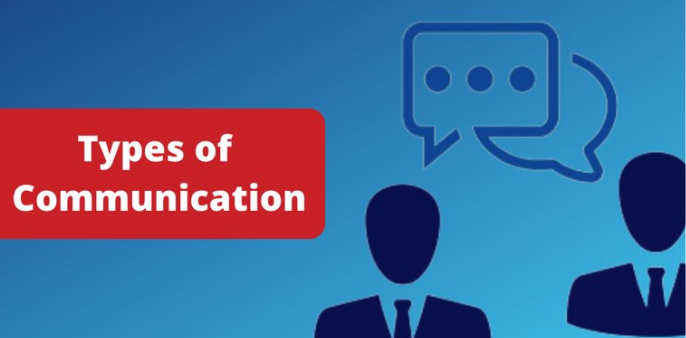 Types of
Communication